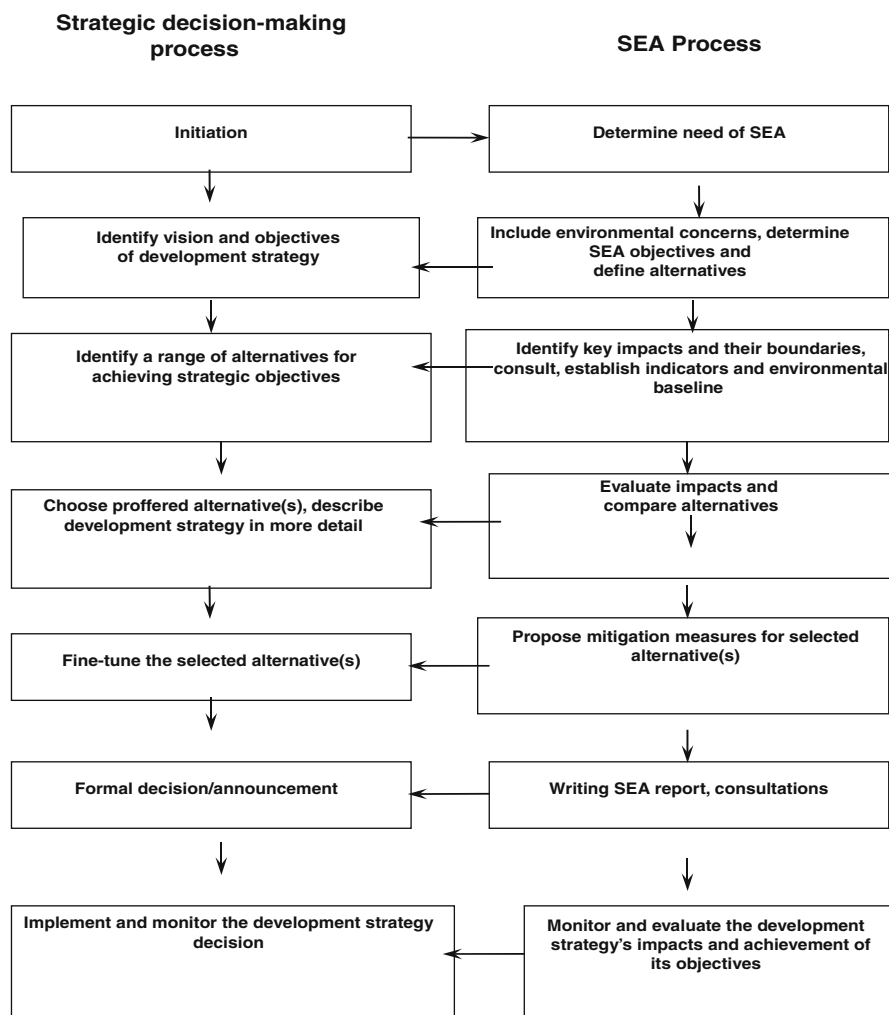 Strategic decision-making
process
SEA Process
Initiation
Determine need of SEA
Identify vision and objectives
of development strategy
Include environmental concerns, determine
SEA objectives and
define alternatives
Identify a range of alternatives for
achieving strategic objectives
Identify key impacts and their boundaries,
consult, establish indicators and environmental
baseline
Choose proffered alternative(s), describe
development strategy in more detail
Evaluate impacts and
compare alternatives
Fine-tune the selected alternative(s)
Propose mitigation measures for selected
alternative(s)
Formal decision/announcement
Writing SEA report, consultations
Implement and monitor the development strategy
decision
Monitor and evaluate the development
strategy’s impacts and achievement of
its objectives